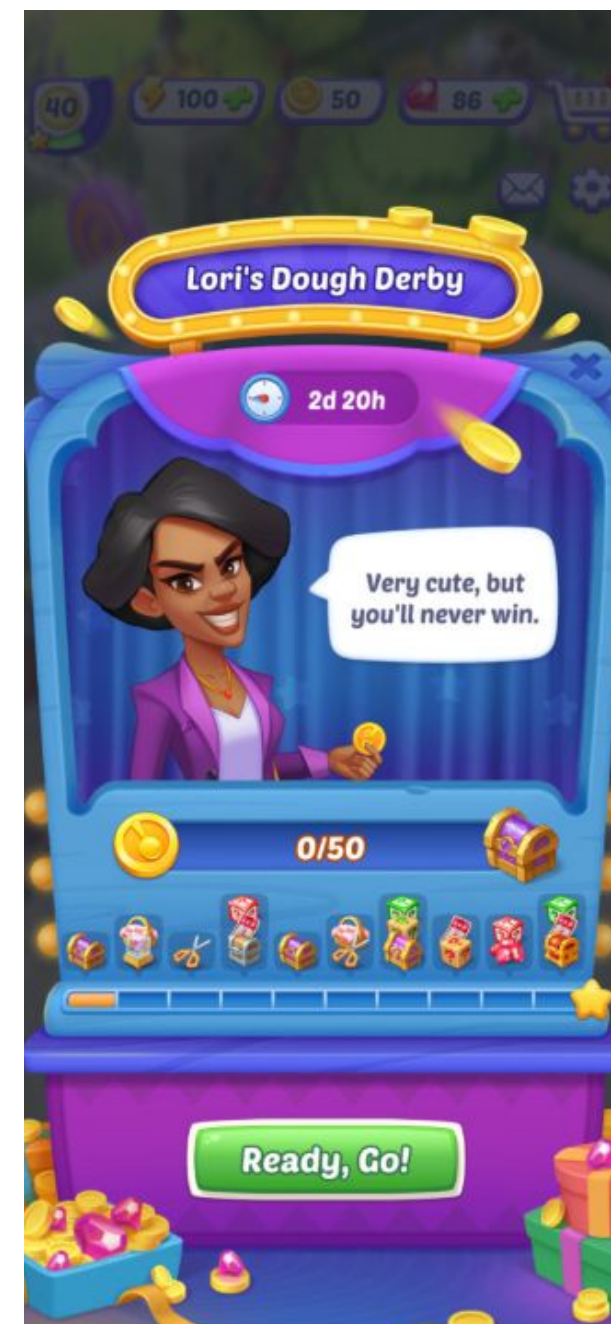 40
100
50
86
Lori's Dough Derby
2d 20h
Very cute, but
you'll never win.
0/50
Ready, Go!